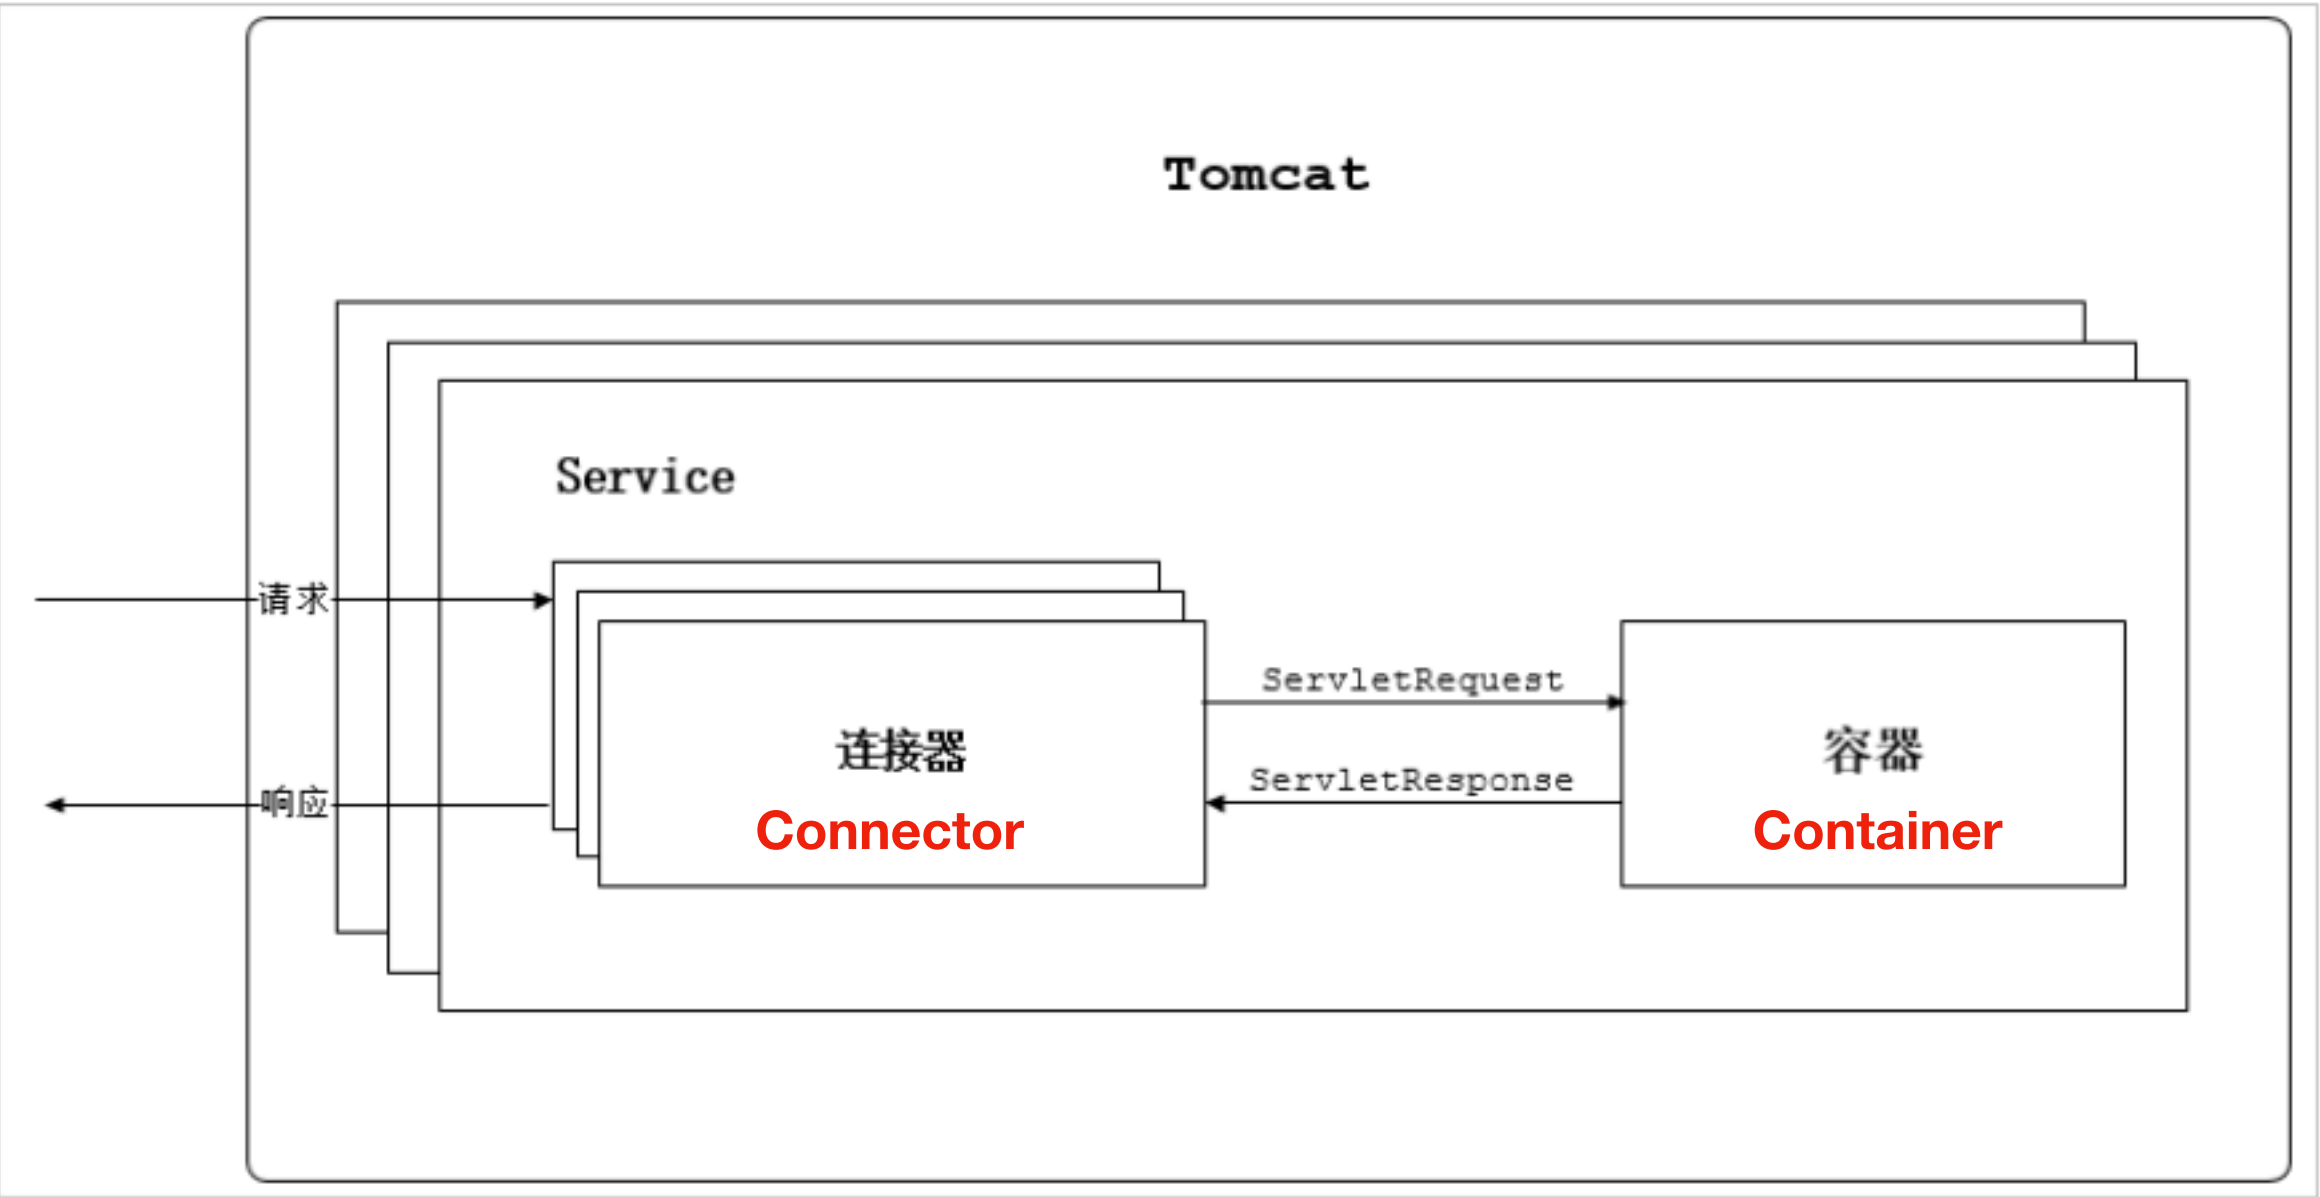 Tomcat
Service
请求
ServletRequest
连接器
容器
响应
ServletResponse
Connector
Container